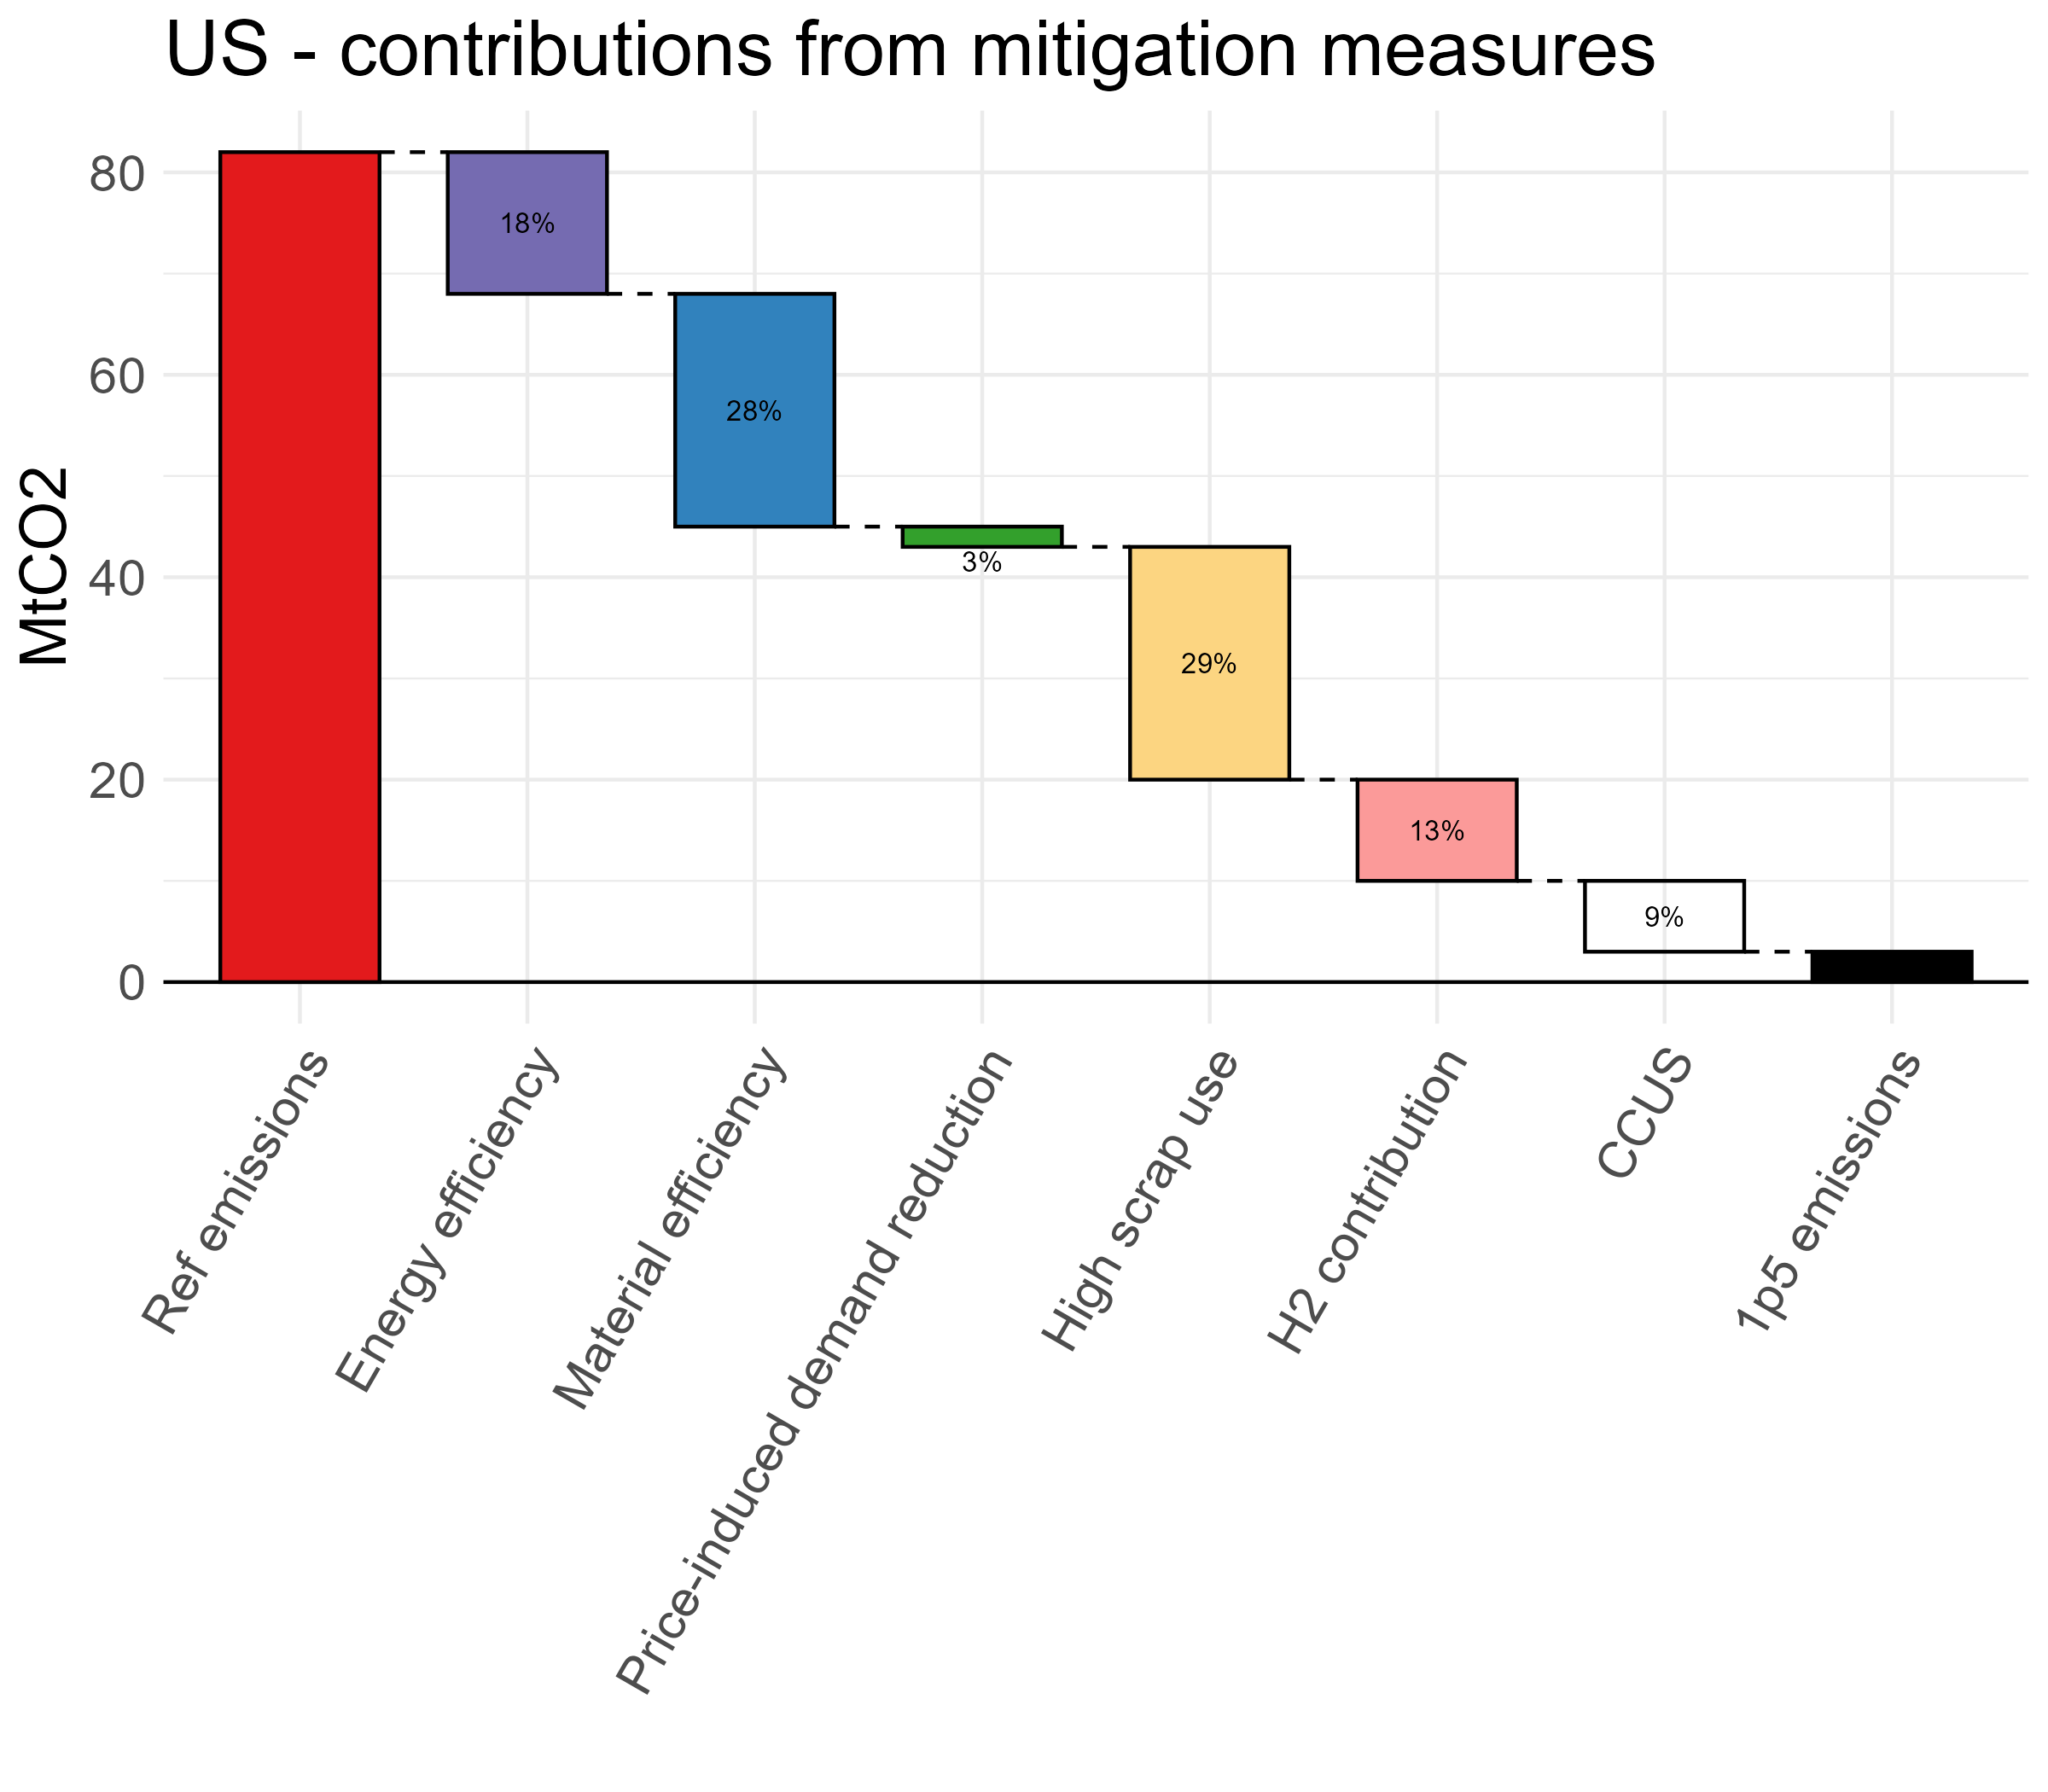 US - contributions from mitigation measures
MtCO2
80
60
40
20
0
18%
28%
3%
29%
13%
9%
Ref emissions
Energy efficiency
Material efficiency
Price-induced demand reduction
High scrap use
H2 contribution
CCUS
1p5 emissions